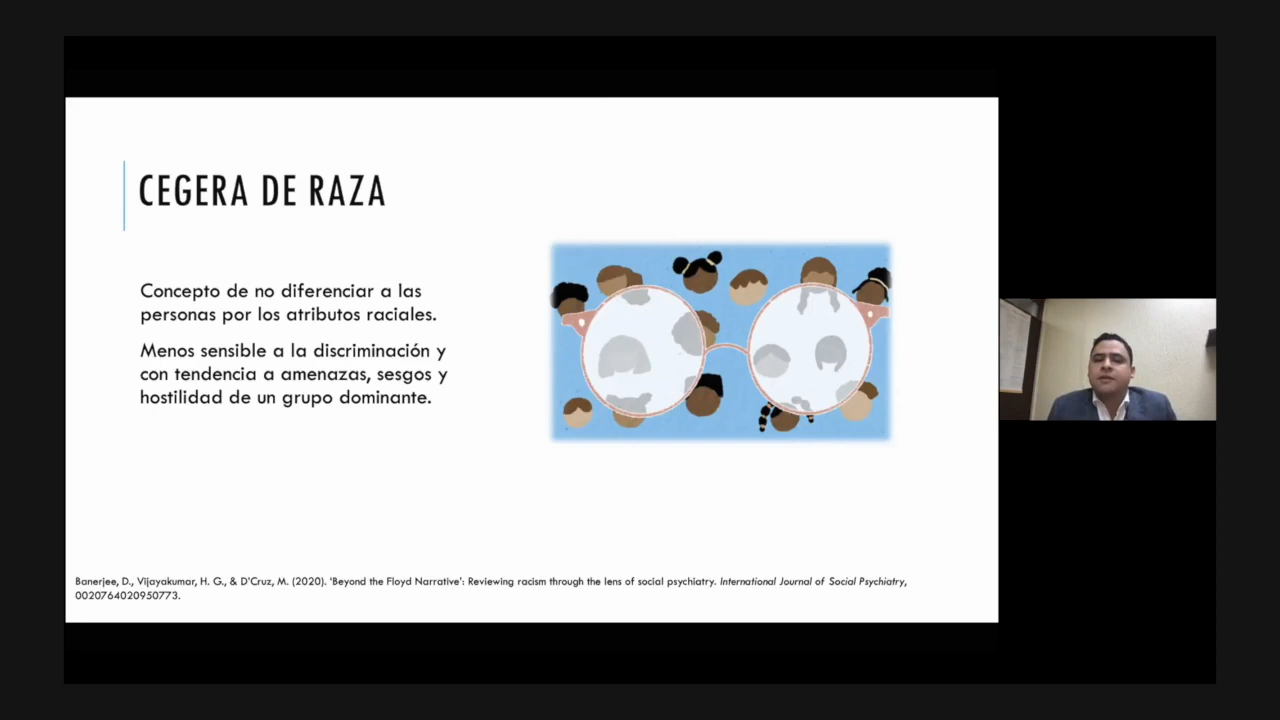 CEGERA DE RAZA
Concepto de no diferenciar a las
personas por los atributos raciales.
Menos sensible a la discriminación y
con tendencia a amenazas, sesgos y
hostilidad de un grupo dominante.
Banerjee, D., Vijayakumar, H. G., & D'Cruz, M. (2020). 'Beyond the Floyd Narrative': Reviewing racism through the lens of social psychiatry. International Journal of Social Psychiatry,
0020764020950773.